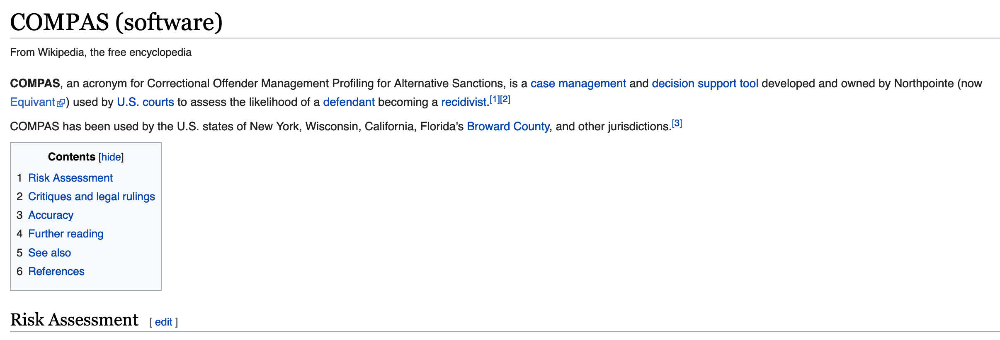 COMPAS (software)
From Wikipedia, the free encyclopedia
COMPAS, an acronym for Correctional Offender Management Profiling for Alternative Sanctions, is a case management and decision support tool developed and owned by Northpointe (now
Equivant) used by U.S. courts to assess the likelihood of a defendant becoming a recidivist.[1][2]
COMPAS has been used by the U.S. states of New York, Wisconsin, California, Florida's Broward County, and other jurisdictions.[3]
Contents [hide]
1 Risk Assessment
2 Critiques and legal rulings
3 Accuracy
4 Further reading
5 See also
6 References
Risk Assessment [ edit ]